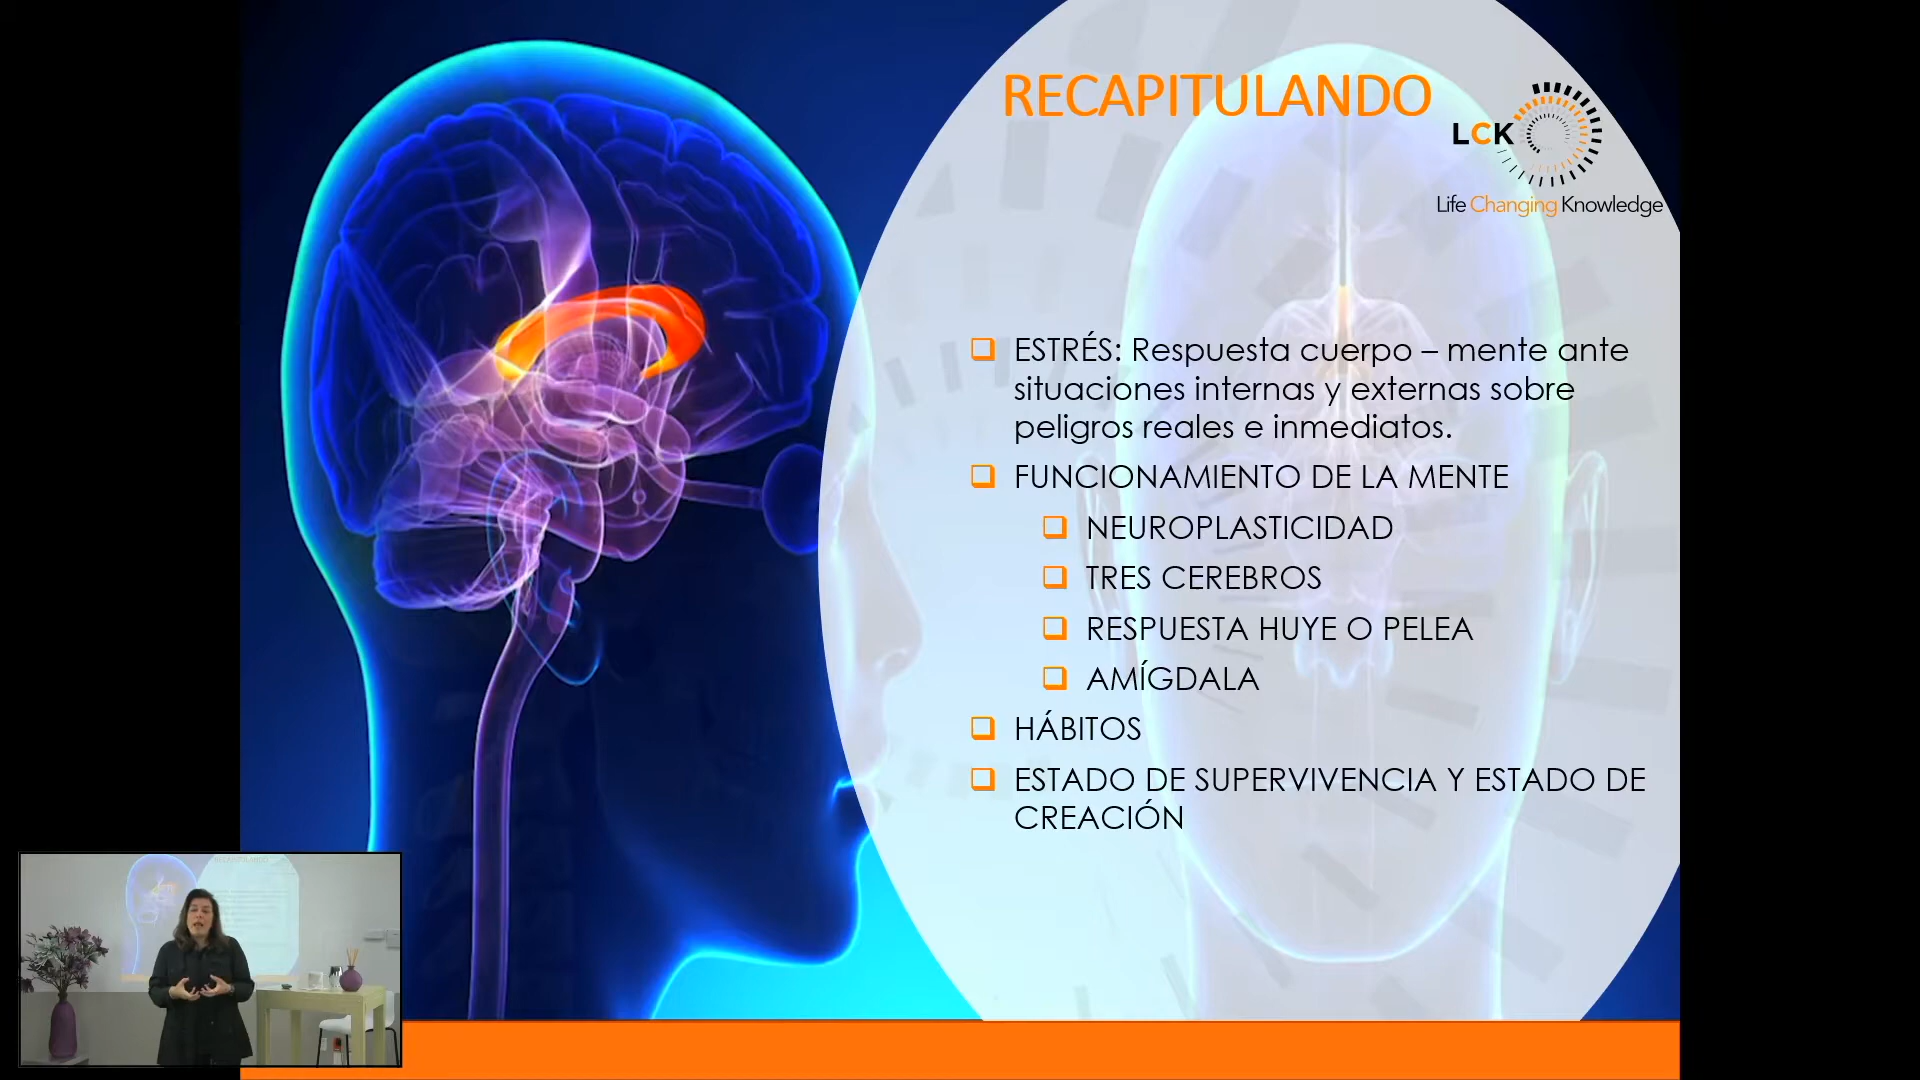 RECAPITULANDO
LCK
Life Changing Knowledge
ESTRÉS: Respuesta cuerpo – mente ante
situaciones internas y externas sobre
peligros reales e inmediatos.
FUNCIONAMIENTO DE LA MENTE
NEUROPLASTICIDAD
TRES CEREBROS
RESPUESTA HUYE O PELEA
AMÍGDALA
HÁBITOS
ESTADO DE SUPERVIVENCIA Y ESTADO DE
CREACIÓN